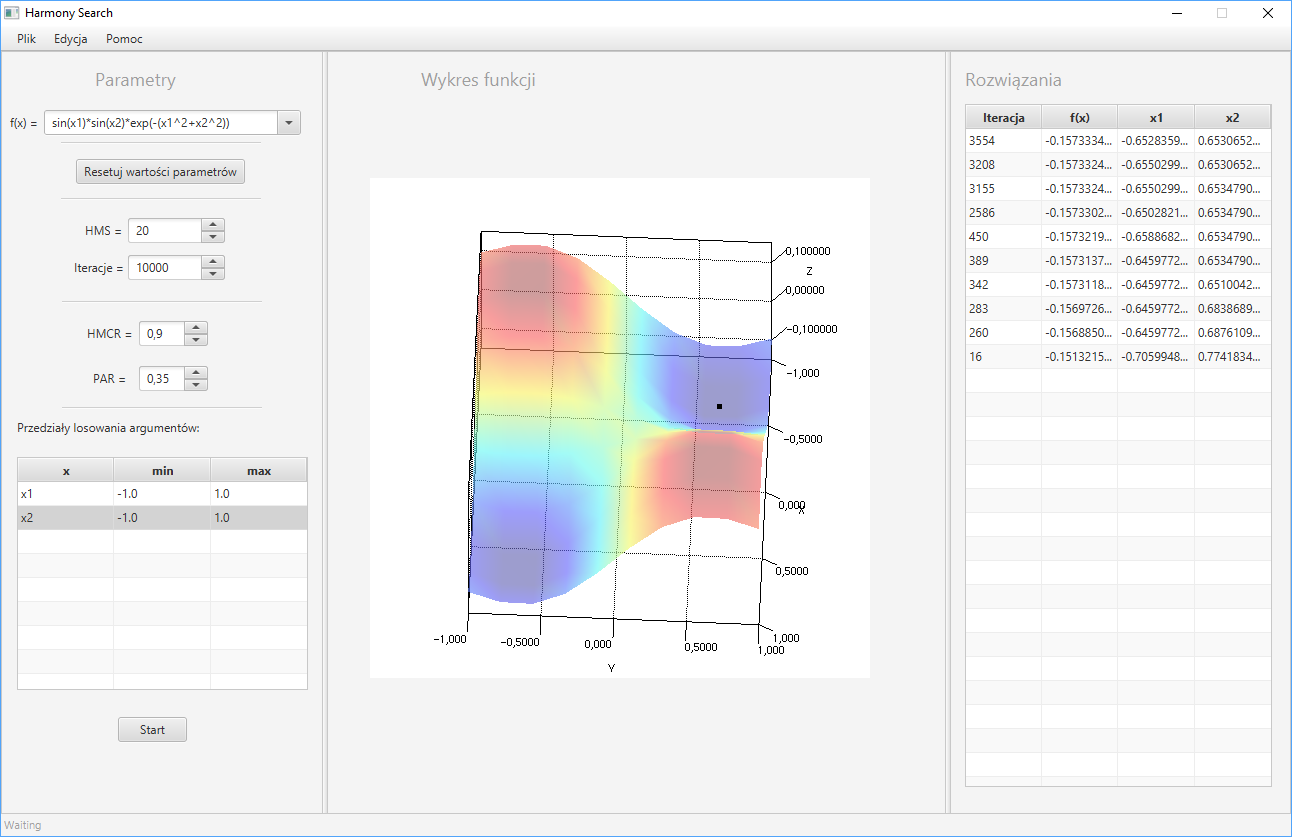 Harmony Search
Plik Edycja Pomoc
Parametry
f(x) = sin(x1)*sin(x2)*exp(-(x1^2+x2^2))
Resetuj wartości parametrów
HMS = 20
Iteracje = 10000
HMCR = 0,9
PAR = 0,35
Przedziały losowania argumentów:
x min max
x1 -1.0 1.0
x2 -1.0 1.0
Start
Wykres funkcji
0,100000
Z
0,00000
-0,100000
-1,000
-0,5000
0,000
X
0,5000
1,000
-1,000 -0,5000 0,000 0,5000 1,000
Y
Rozwiązania
Iteracja f(x) x1 x2
3554 -0.1573334... -0.6528359... 0.6530652...
3208 -0.1573324... -0.6550299... 0.6530652...
3155 -0.1573324... -0.6550299... 0.6534790...
2586 -0.1573302... -0.6502821... 0.6534790...
450 -0.1573219... -0.6588682... 0.6534790...
389 -0.1573137... -0.6459772... 0.6534790...
342 -0.1573118... -0.6459772... 0.6510042...
283 -0.1569726... -0.6459772... 0.6838689...
260 -0.1568850... -0.6459772... 0.6876109...
16 -0.1513215... -0.7059948... 0.7741834...
Waiting